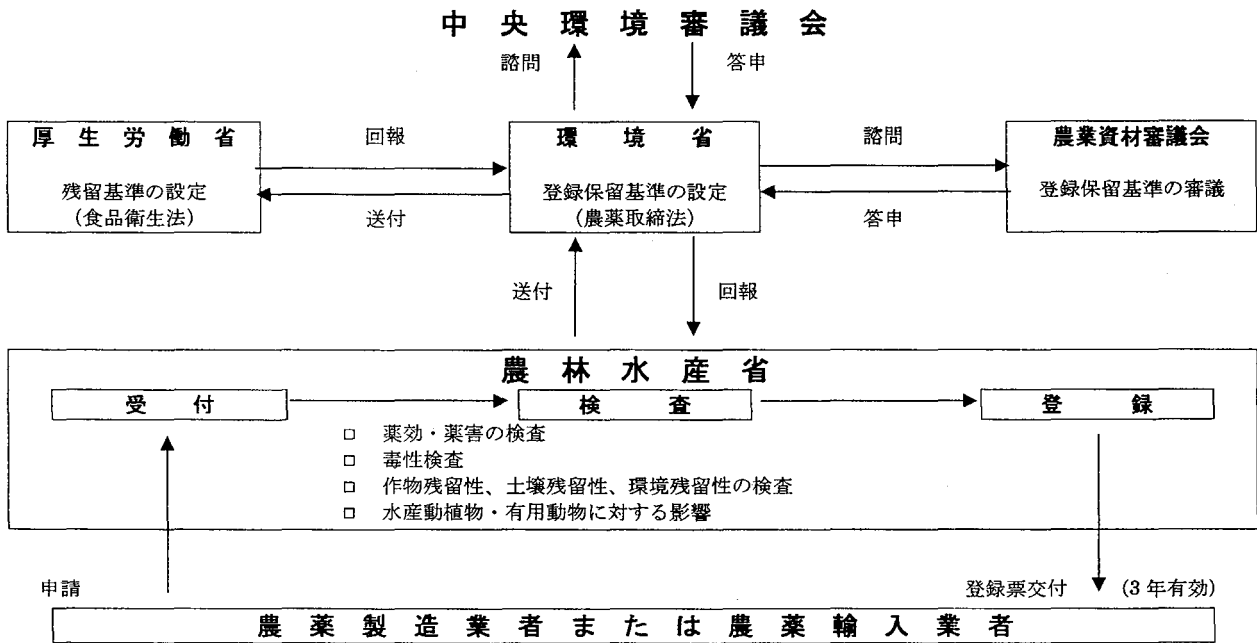 中央環境審議会
諮問 答申
厚生労働省 回報 環境省 諮問 農業資材審議会
残留基準の設定 登録保留基準の設定 登録保留基準の審議
(食品衛生法) 送付 (農薬取締法) 答申
送付 回報
農林水産省
受付 検査 登録
□ 薬効・薬害の検査
□ 毒性検査
□ 作物残留性、土壌残留性、環境残留性の検査
□ 水産動植物・有用動物に対する影響
申請 登録票交付 (3年有効)
農薬製造業者または農薬輸入業者